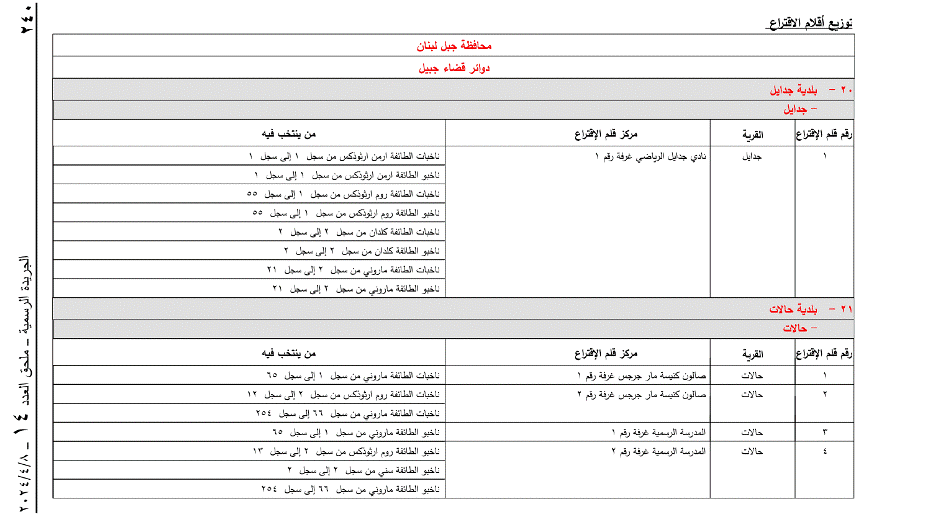 توزيع أقلام الاقتراع
٢٤٠
محافظة جبل لبنان
دوائر قضاء جبيل
٢٠ - بلدية جدايل
- جدايل
رقم قلم الإقتراع القرية مركز قلم الإقتراع من ينتخب فيه
١ جدايل نادي جدايل الرياضي غرفة رقم ١ ناخبات الطائفة ارمن ارثوذكس من سجل ١ إلى سجل ١
ناخبو الطائفة ارمن ارثوذكس من سجل ١ إلى سجل ١
ناخبات الطائفة روم ارثوذكس من سجل ١ إلى سجل ٥٥
ناخبو الطائفة روم ارثوذكس من سجل ١ إلى سجل ٥٥
ناخبات الطائفة كلدان من سجل ٢ إلى سجل ٢
ناخبو الطائفة كلدان من سجل ٢ إلى سجل ٢
ناخبات الطائفة ماروني من سجل ٢ إلى سجل ٢١
ناخبو الطائفة ماروني من سجل ٢ إلى سجل ٢١
٢١ - بلدية حالات
- حالات
رقم قلم الإقتراع القرية مركز قلم الإقتراع من ينتخب فيه
١ حالات صالون كنيسة مار جرجس غرفة رقم ١ ناخبات الطائفة ماروني من سجل ١ إلى سجل ٦٥
٢ حالات صالون كنيسة مار جرجس غرفة رقم ٢ ناخبات الطائفة روم ارثوذكس من سجل ٢ إلى سجل ١٢
ناخبات الطائفة ماروني من سجل ٦٦ إلى سجل ٢٥٤
٣ حالات المدرسة الرسمية غرفة رقم ١ ناخبو الطائفة ماروني من سجل ١ إلى سجل ٦٥
٤ حالات المدرسة الرسمية غرفة رقم ٢ ناخبو الطائفة روم ارثوذكس من سجل ٢ إلى سجل ١٣
ناخبو الطائفة سني من سجل ٢ إلى سجل ٢
ناخبو الطائفة ماروني من سجل ٦٦ إلى سجل ٢٥٤
الجريدة الرسمية – ملحق العدد ١٤ – ٢٠٢٤/٤/٨